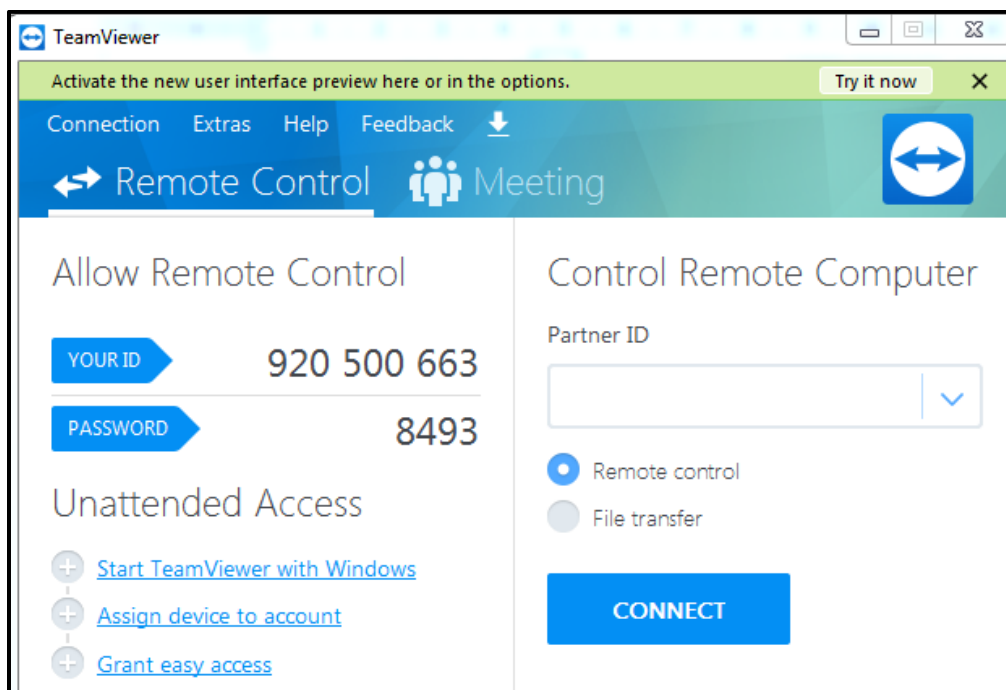 TeamViewer
Activate the new user interface preview here or in the options.
Try it now
Connection Extras Help Feedback
Remote Control Meeting
Allow Remote Control
YOUR ID 920 500 663
PASSWORD 8493
Unattended Access
Start TeamViewer with Windows
Assign device to account
Grant easy access
Control Remote Computer
Partner ID
Remote control
File transfer
CONNECT